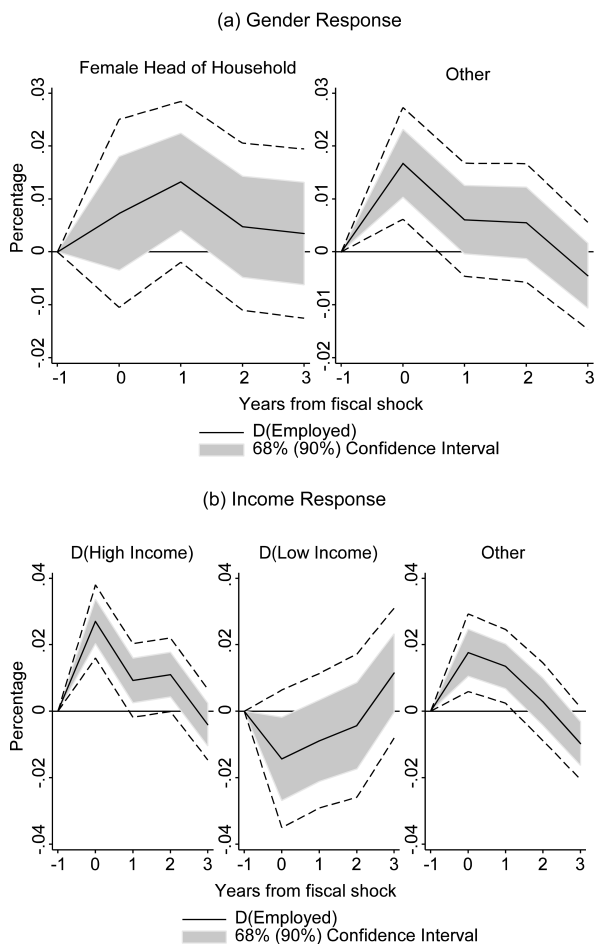 (a) Gender Response
Female Head of Household
Other
Percentage
.03
.02
.01
0
-.01
-.02
-1 0 1 2 3
.03
.02
.01
0
-.01
-.02
-1 0 1 2 3
Years from fiscal shock
D(Employed)
68% (90%) Confidence Interval
(b) Income Response
D(High Income)
D(Low Income)
Other
Percentage
.04
.02
0
-.02
-.04
-1 0 1 2 3
.04
.02
0
-.02
-.04
-1 0 1 2 3
.04
.02
0
-.02
-.04
-1 0 1 2 3
Years from fiscal shock
D(Employed)
68% (90%) Confidence Interval